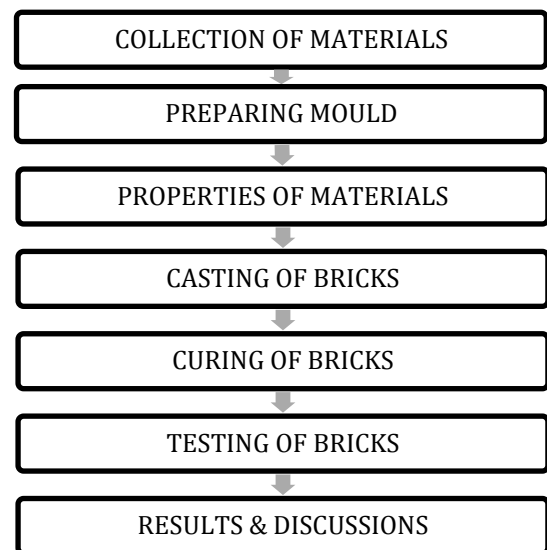 COLLECTION OF MATERIALS
PREPARING MOULD
PROPERTIES OF MATERIALS
CASTING OF BRICKS
CURING OF BRICKS
TESTING OF BRICKS
RESULTS & DISCUSSIONS